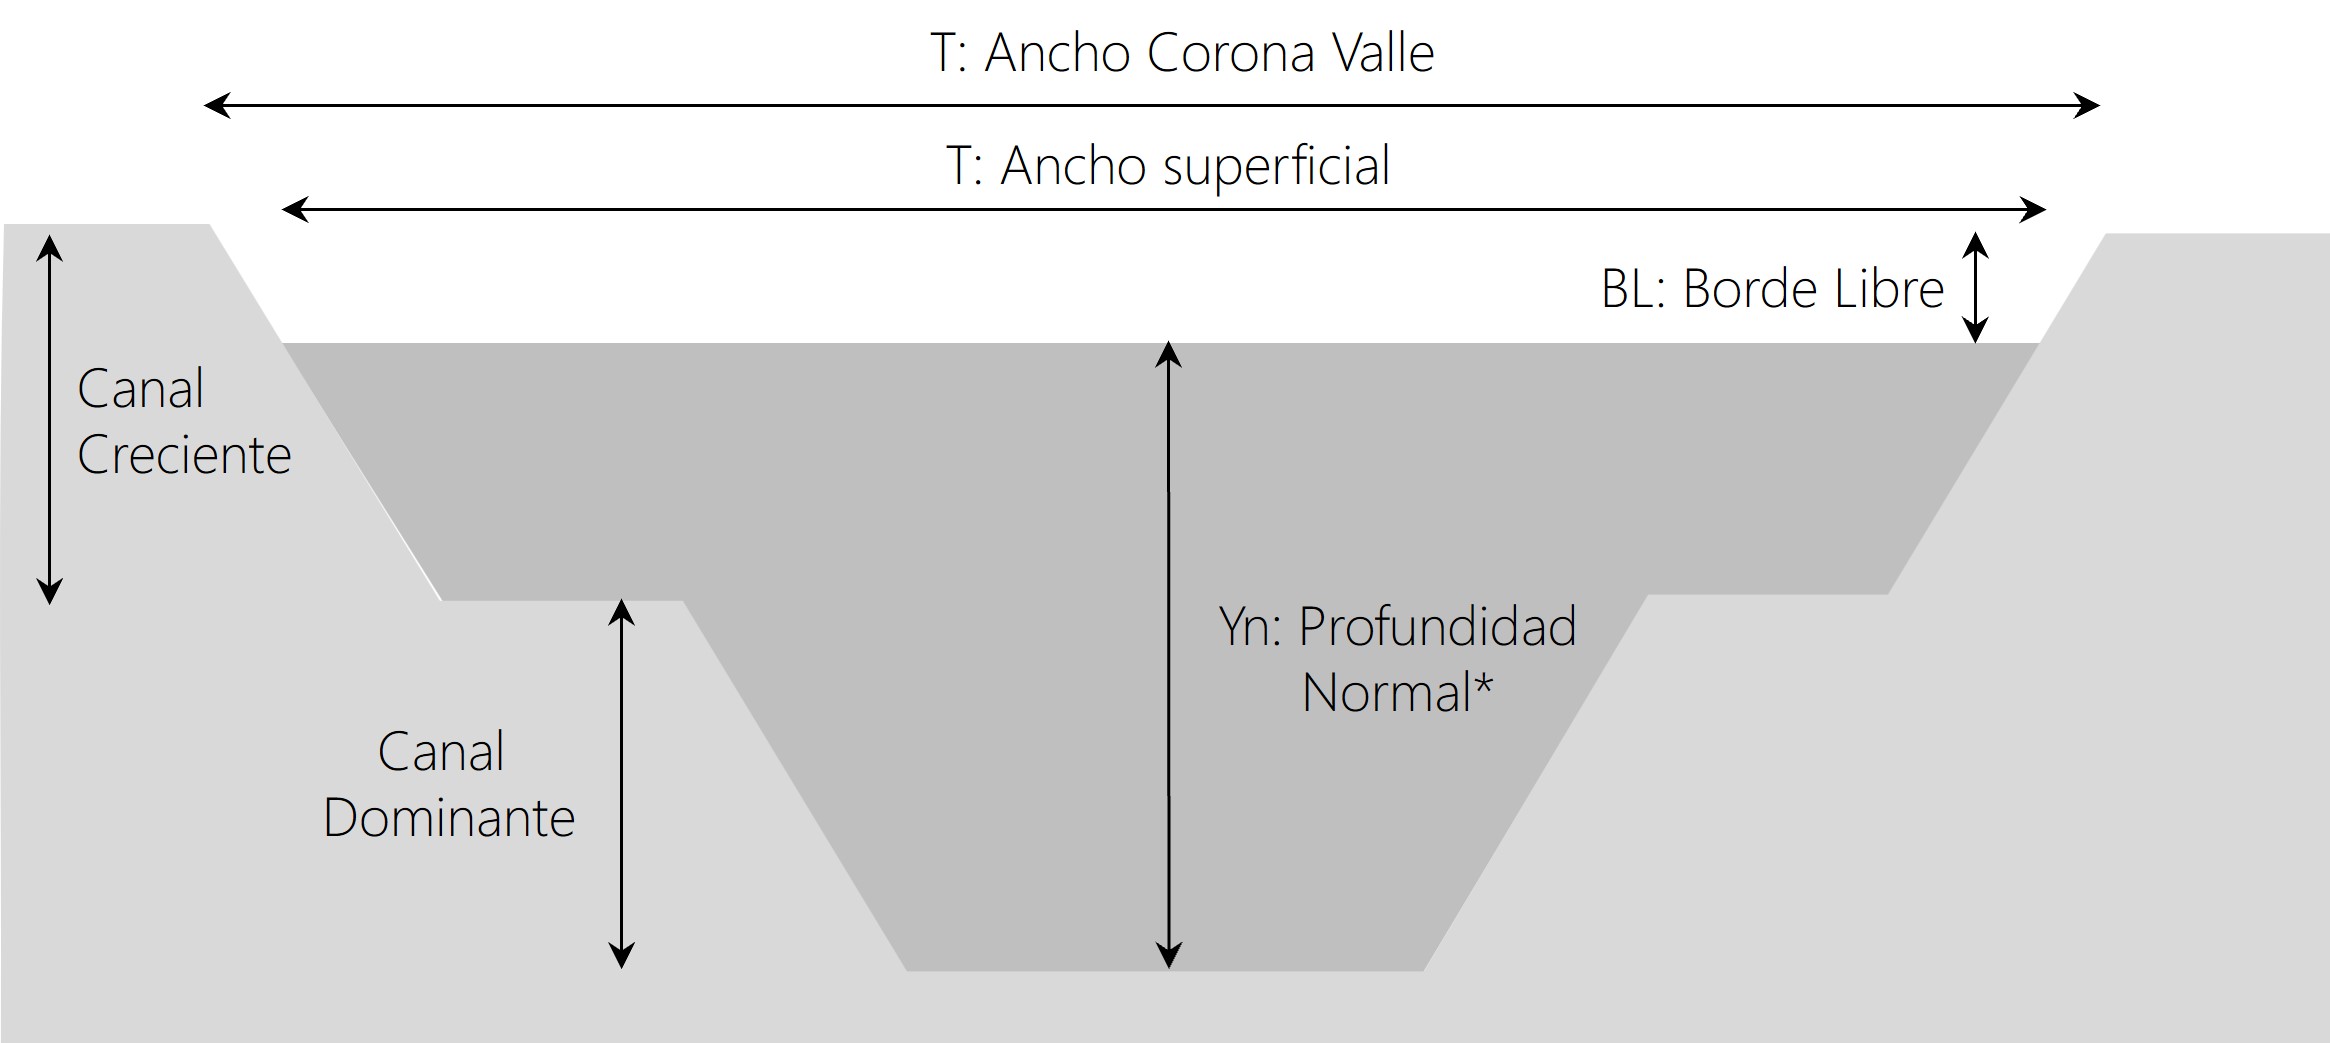 T: Ancho Corona Valle
T: Ancho superficial
BL: Borde Libre
Canal
Creciente
Yn: Profundidad
Normal*
Canal
Dominante